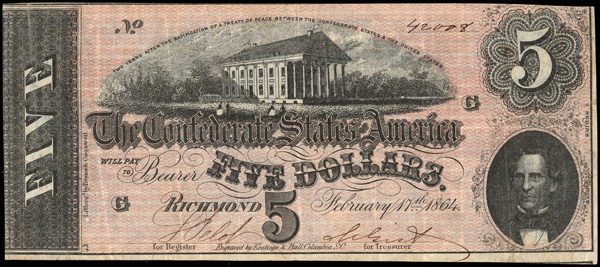 No
42008
TWO YEARS AFTER THE RATIFICATION OF A TREATY OF PEACE BETWEEN THE CONFEDERATE STATES & THE UNITED STATES
5
FIVE
G
The Confederate States of America
WILL PAY
TO
Bearer
FIVE DOLLARS.
G
RICHMOND
5
February 17th 1864.
for Register
Engraved by Keatinge & Ball, Columbia, S.C.
for Treasurer